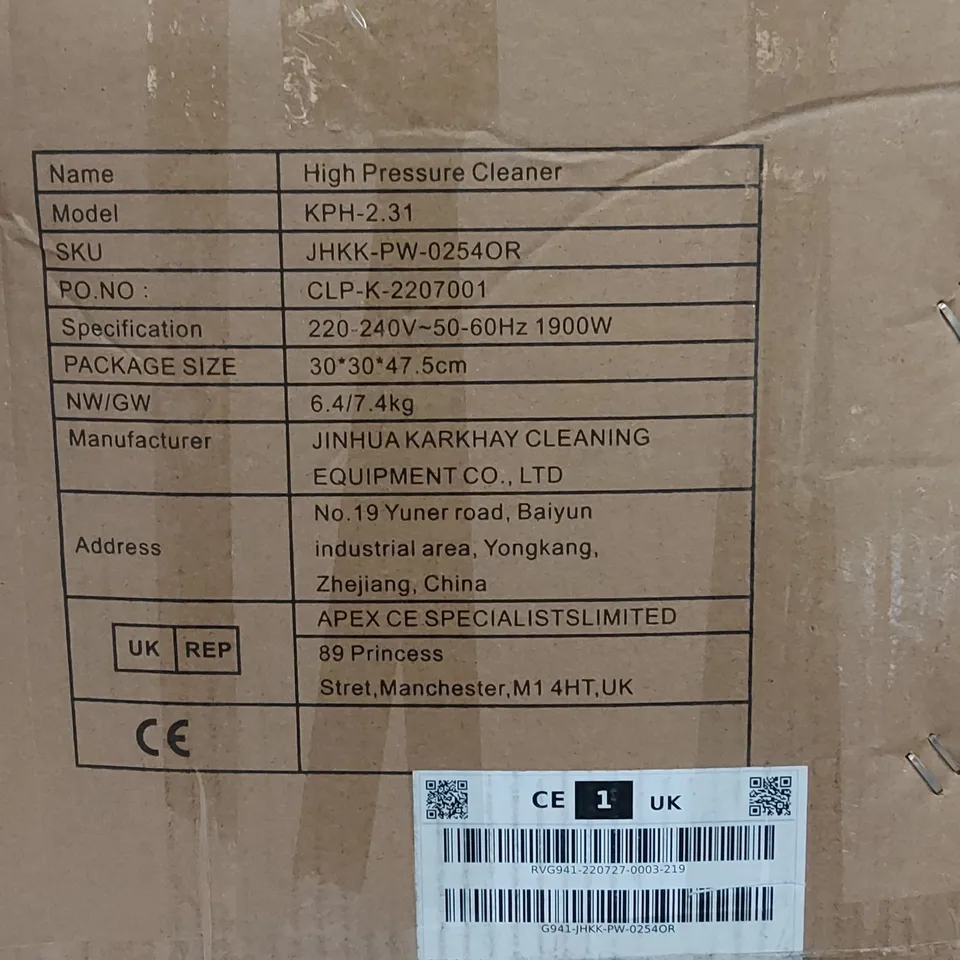 Name High Pressure Cleaner
Model KPH-2.31
SKU JHKK-PW-0254OR
PO.NO : CLP-K-2207001
Specification 220-240V~50-60Hz 1900W
PACKAGE SIZE 30*30*47.5cm
NW/GW 6.4/7.4kg
Manufacturer JINHUA KARKHAY CLEANING
EQUIPMENT CO., LTD
No.19 Yuner road, Baiyun
Address industrial area, Yongkang,
Zhejiang, China
APEX CE SPECIALISTSLIMITED
UK REP 89 Princess
Stret,Manchester,M1 4HT,UK
CE
CE 1 UK
RVG941-220727-0003-219
G941-JHKK-PW-0254OR